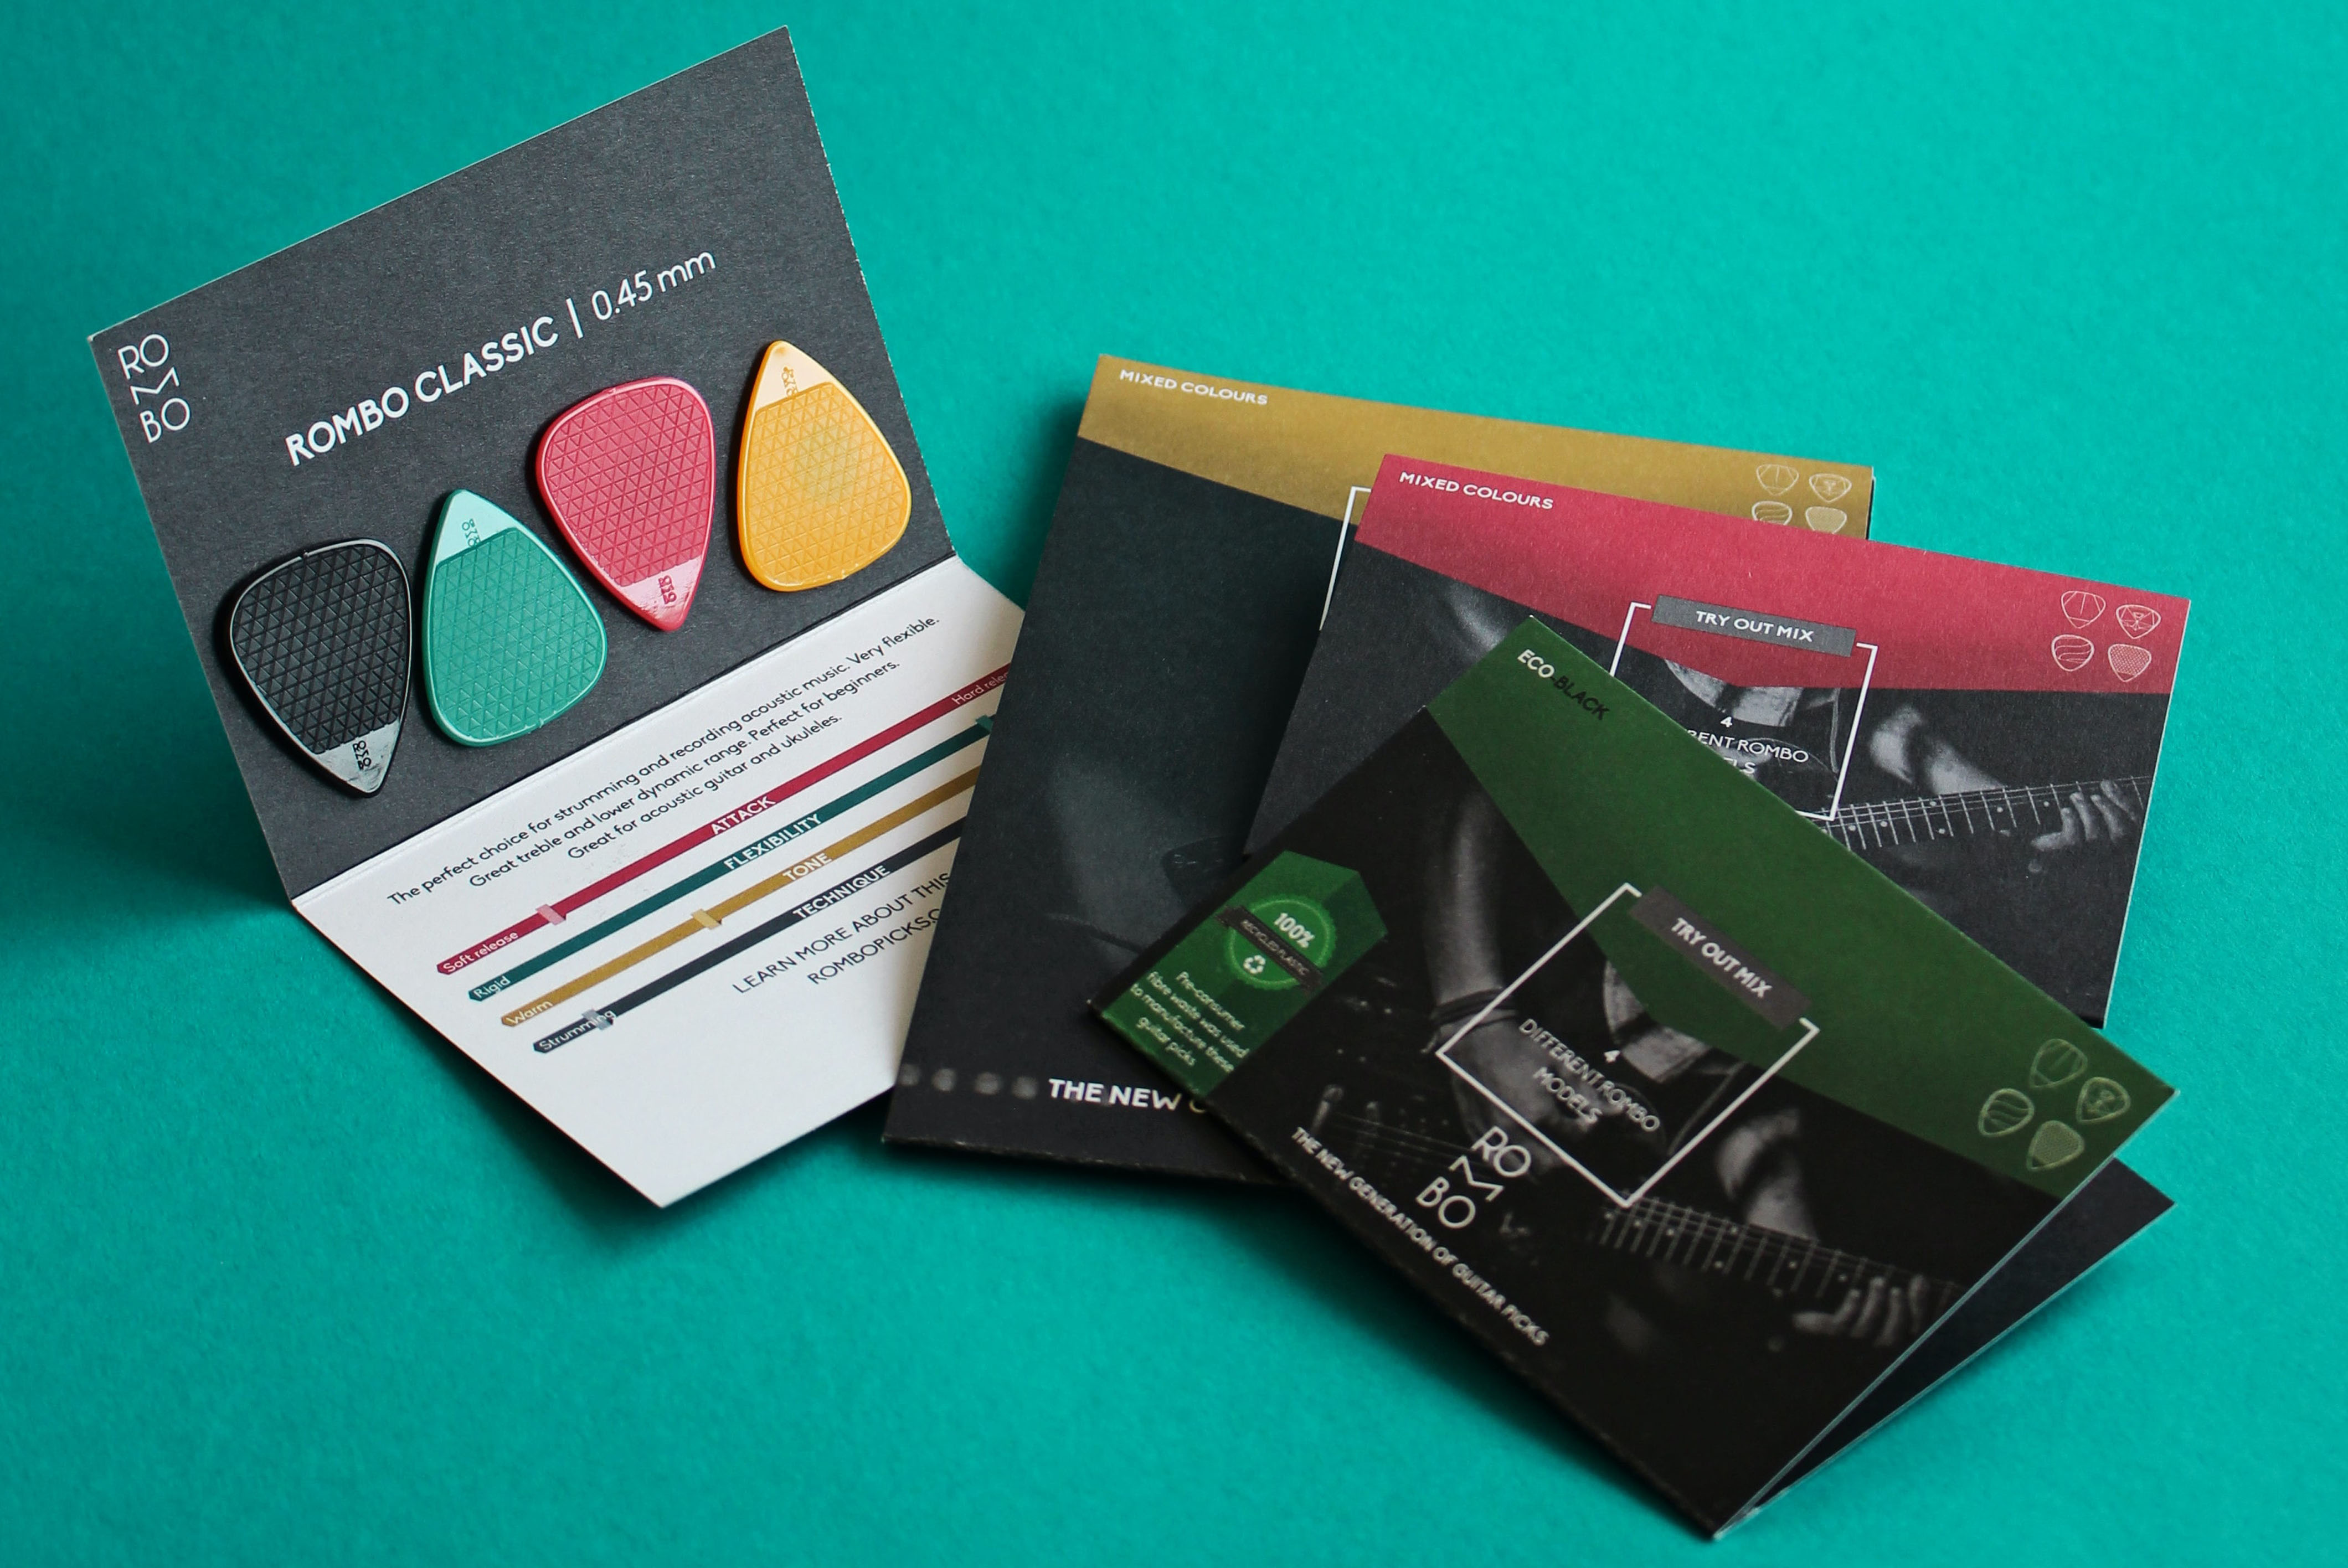 RO
M
BO
ROMBO CLASSIC | 0.45 mm
The perfect choice for strumming and recording acoustic music. Very flexible.
Great treble and lower dynamic range. Perfect for beginners.
Great for acoustic guitar and ukuleles.
Soft release ATTACK Hard
Rigid FLEXIBILITY
Warm TONE
Strumming TECHNIQUE
LEARN MORE ABOUT THIS
MIXED COLOURS
THE NEW
MIXED COLOURS
TRY OUT MIX
4
ROMBO
ECO-BLACK
100%
RECYCLED PLASTIC
Pre-consumer
fibre waste was used
to manufacture these
guitar picks
TRY OUT MIX
4
DIFFERENT ROMBO
MODELS
RO
M
BO
THE NEW GENERATION OF GUITAR PICKS